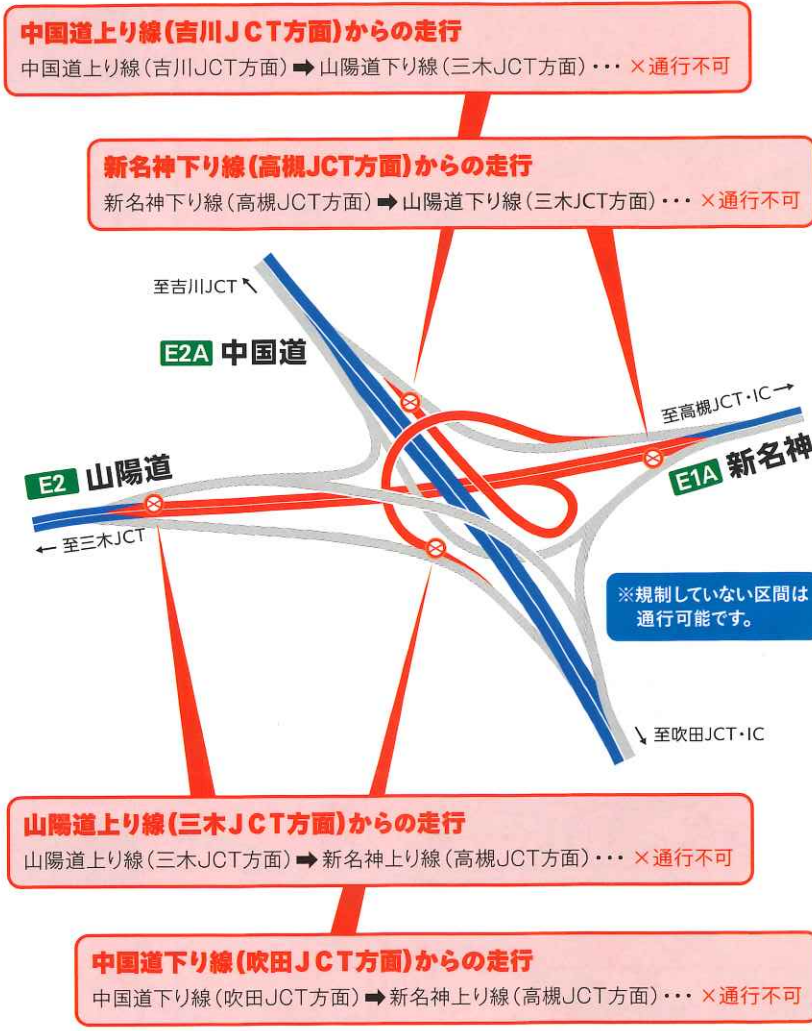 中国道上り線(吉川JCT方面)からの走行
中国道上り線(吉川JCT方面)➡山陽道下り線(三木JCT方面)･･･ ×通行不可
新名神下り線(高槻JCT方面)からの走行
新名神下り線(高槻JCT方面)➡山陽道下り線(三木JCT方面)･･･ ×通行不可
至吉川JCT↖
E2A 中国道
至高槻JCT・IC→
E2 山陽道
E1A 新名神
←至三木JCT
※規制していない区間は
通行可能です。
↘至吹田JCT・IC
山陽道上り線(三木JCT方面)からの走行
山陽道上り線(三木JCT方面)➡新名神上り線(高槻JCT方面)･･･ ×通行不可
中国道下り線(吹田JCT方面)からの走行
中国道下り線(吹田JCT方面)➡新名神上り線(高槻JCT方面)･･･ ×通行不可